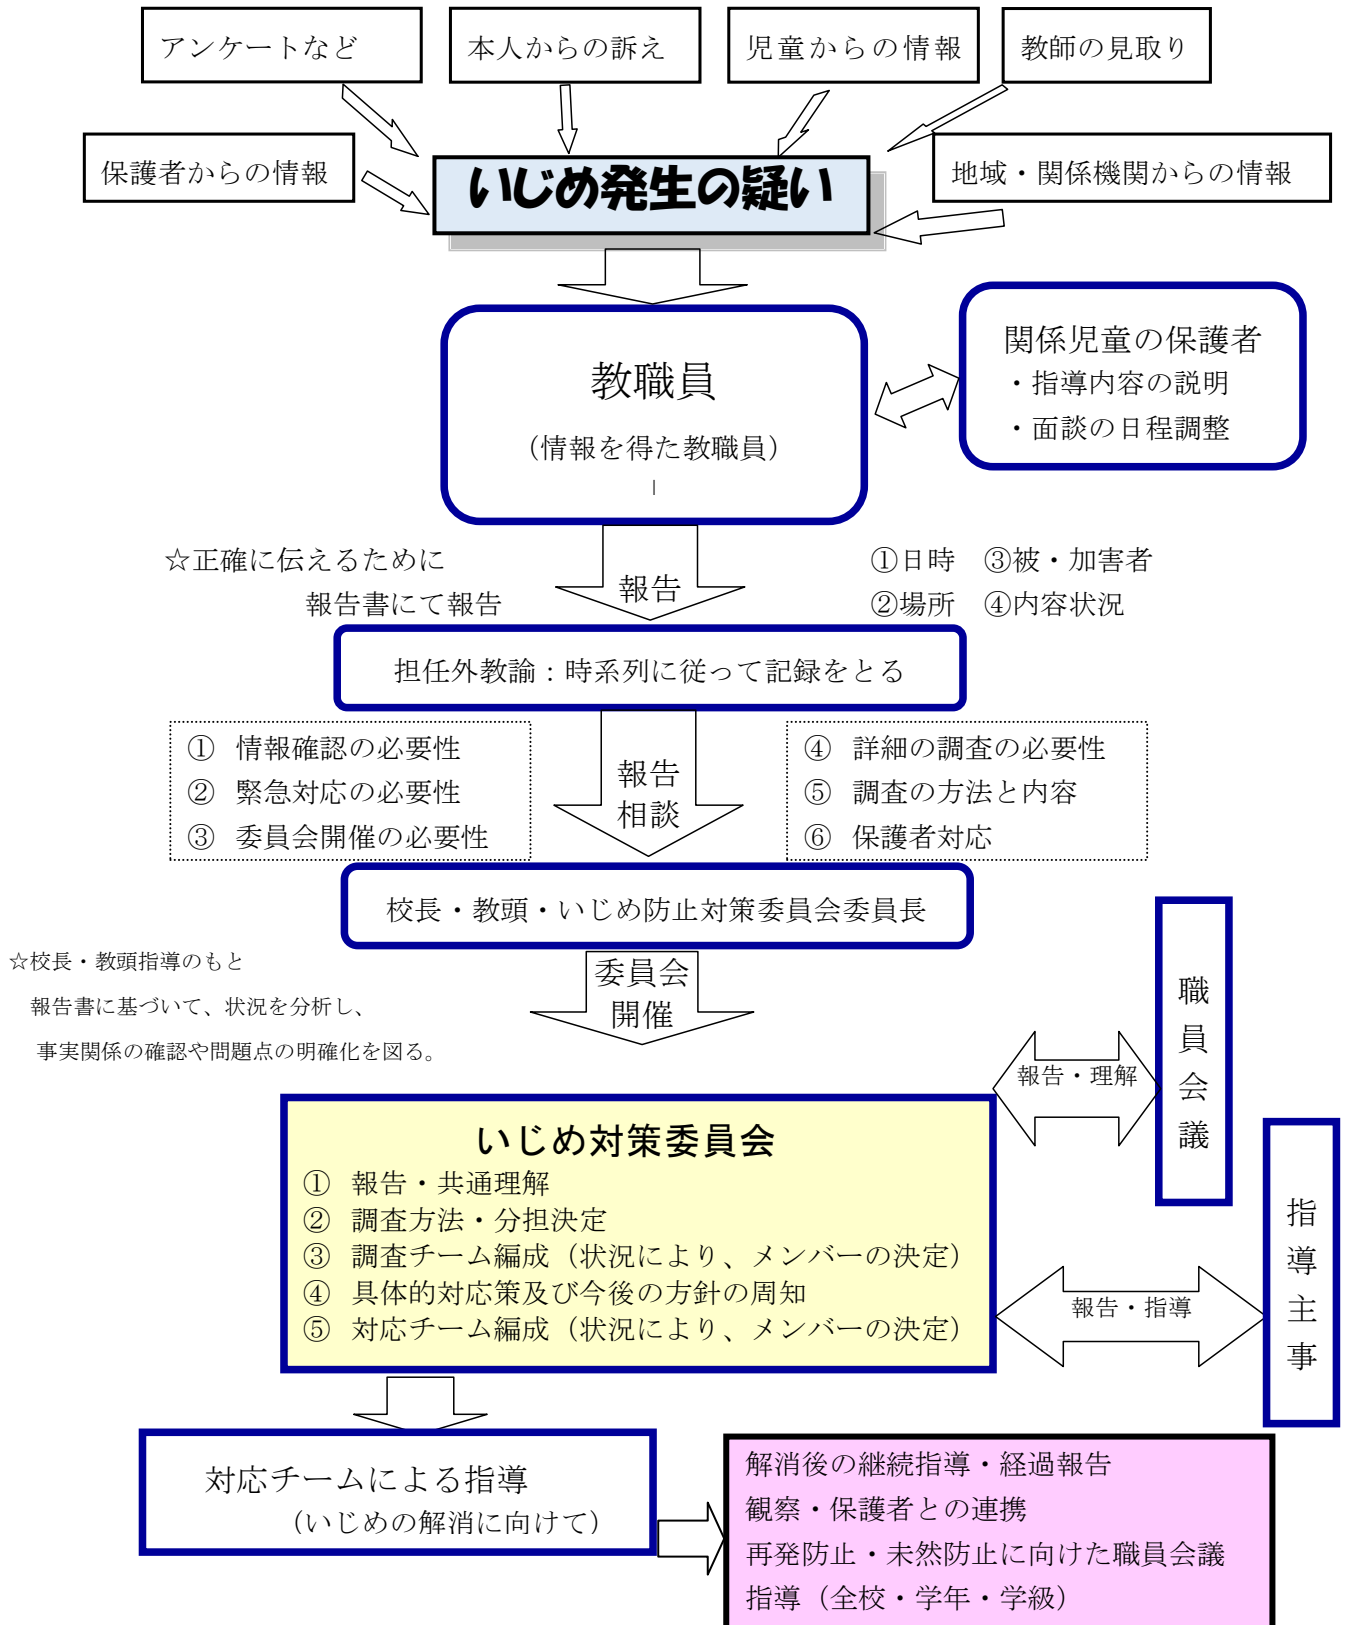 アンケートなど
本人からの訴え
児童からの情報
教師の見取り
保護者からの情報
いじめ発生の疑い
地域・関係機関からの情報
教職員
（情報を得た教職員）
関係児童の保護者
・指導内容の説明
・面談の日程調整
☆正確に伝えるために
報告書にて報告
報告
①日時　③被・加害者
②場所　④内容状況
担任外教諭：時系列に従って記録をとる
①　情報確認の必要性
②　緊急対応の必要性
③　委員会開催の必要性
報告
相談
④　詳細の調査の必要性
⑤　調査の方法と内容
⑥　保護者対応
校長・教頭・いじめ防止対策委員会委員長
☆校長・教頭指導のもと
報告書に基づいて、状況を分析し、
事実関係の確認や問題点の明確化を図る。
委員会
開催
職員会議
報告・理解
いじめ対策委員会
①　報告・共通理解
②　調査方法・分担決定
③　調査チーム編成（状況により、メンバーの決定）
④　具体的対応策及び今後の方針の周知
⑤　対応チーム編成（状況により、メンバーの決定）
報告・指導
指導主事
対応チームによる指導
（いじめの解消に向けて）
解消後の継続指導・経過報告
観察・保護者との連携
再発防止・未然防止に向けた職員会議
指導（全校・学年・学級）